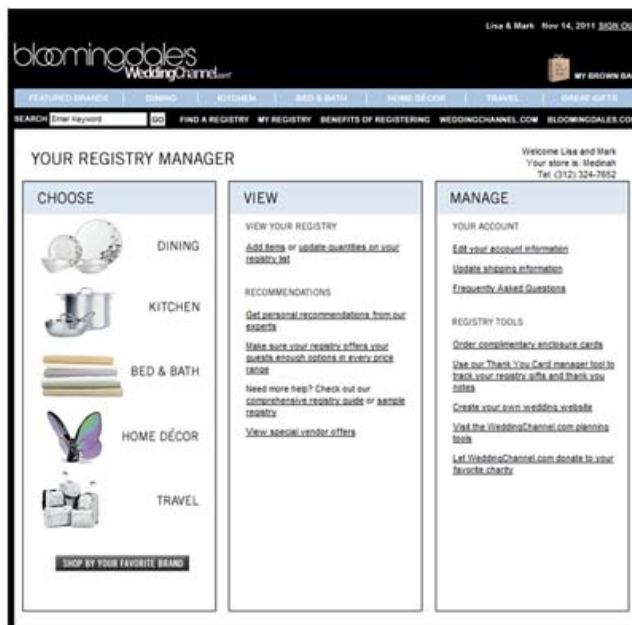 Lisa & Mark Nov 14, 2011 SIGN OU
bloomingdales
WeddingChannel.com
MY BROWN BA
FEATURED BRANDS DINING KITCHEN BED & BATH HOME DÉCOR TRAVEL GREAT GIFTS
SEARCH Enter Keyword GO FIND A REGISTRY MY REGISTRY BENEFITS OF REGISTERING WEDDINGCHANNEL.COM BLOOMINGDALES.CO
YOUR REGISTRY MANAGER
Welcome Lisa and Mark
Your store is: Medinah
Tel: (312) 324-7652
CHOOSE
DINING
KITCHEN
BED & BATH
HOME DÉCOR
TRAVEL
SHOP BY YOUR FAVORITE BRAND
VIEW
VIEW YOUR REGISTRY
Add items or update quantities on your
registry list
RECOMMENDATIONS
Get personal recommendations from our
experts
Make sure your registry offers your
guests enough options in every price
range
Need more help? Check out our
comprehensive registry guide or sample
registry
View special vendor offers
MANAGE
YOUR ACCOUNT
Edit your account information
Update shipping information
Frequently Asked Questions
REGISTRY TOOLS
Order complimentary enclosure cards
Use our Thank You Card manager tool to
track your registry gifts and thank you
notes
Create your own wedding website
Visit the WeddingChannel.com planning
tools
Let WeddingChannel.com donate to your
favorite charity